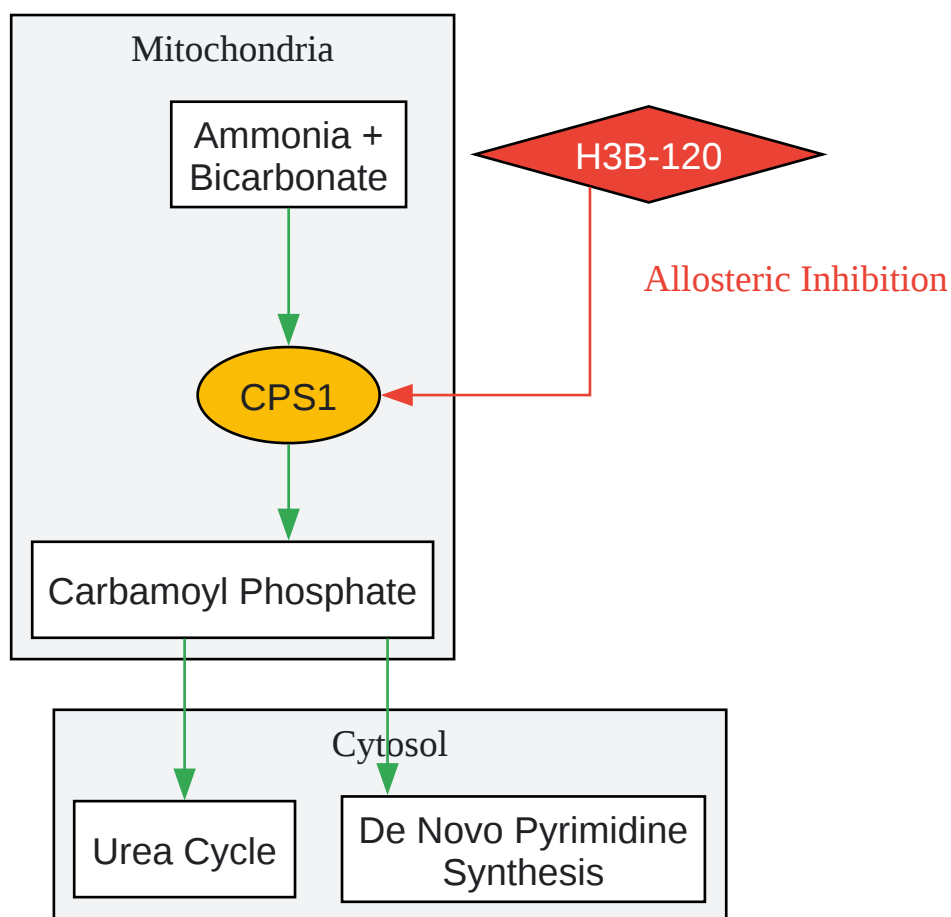 Mitochondria
Ammonia +
Bicarbonate
H3B-120
Allosteric Inhibition
CPS1
Carbamoyl Phosphate
Cytosol
Urea Cycle
De Novo Pyrimidine
Synthesis